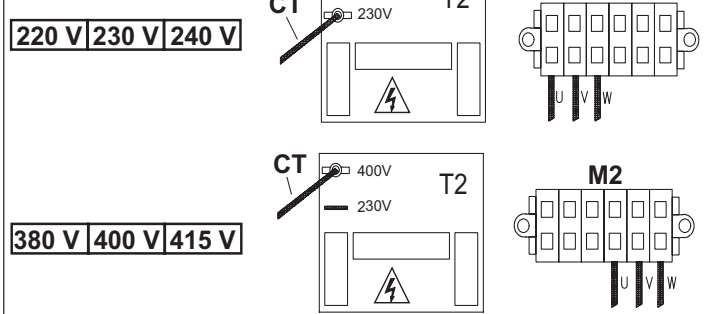 CT
T2
230V
220 V 230 V 240 V
U V W
CT
400V
T2
M2
230V
380 V 400 V 415 V
U V W